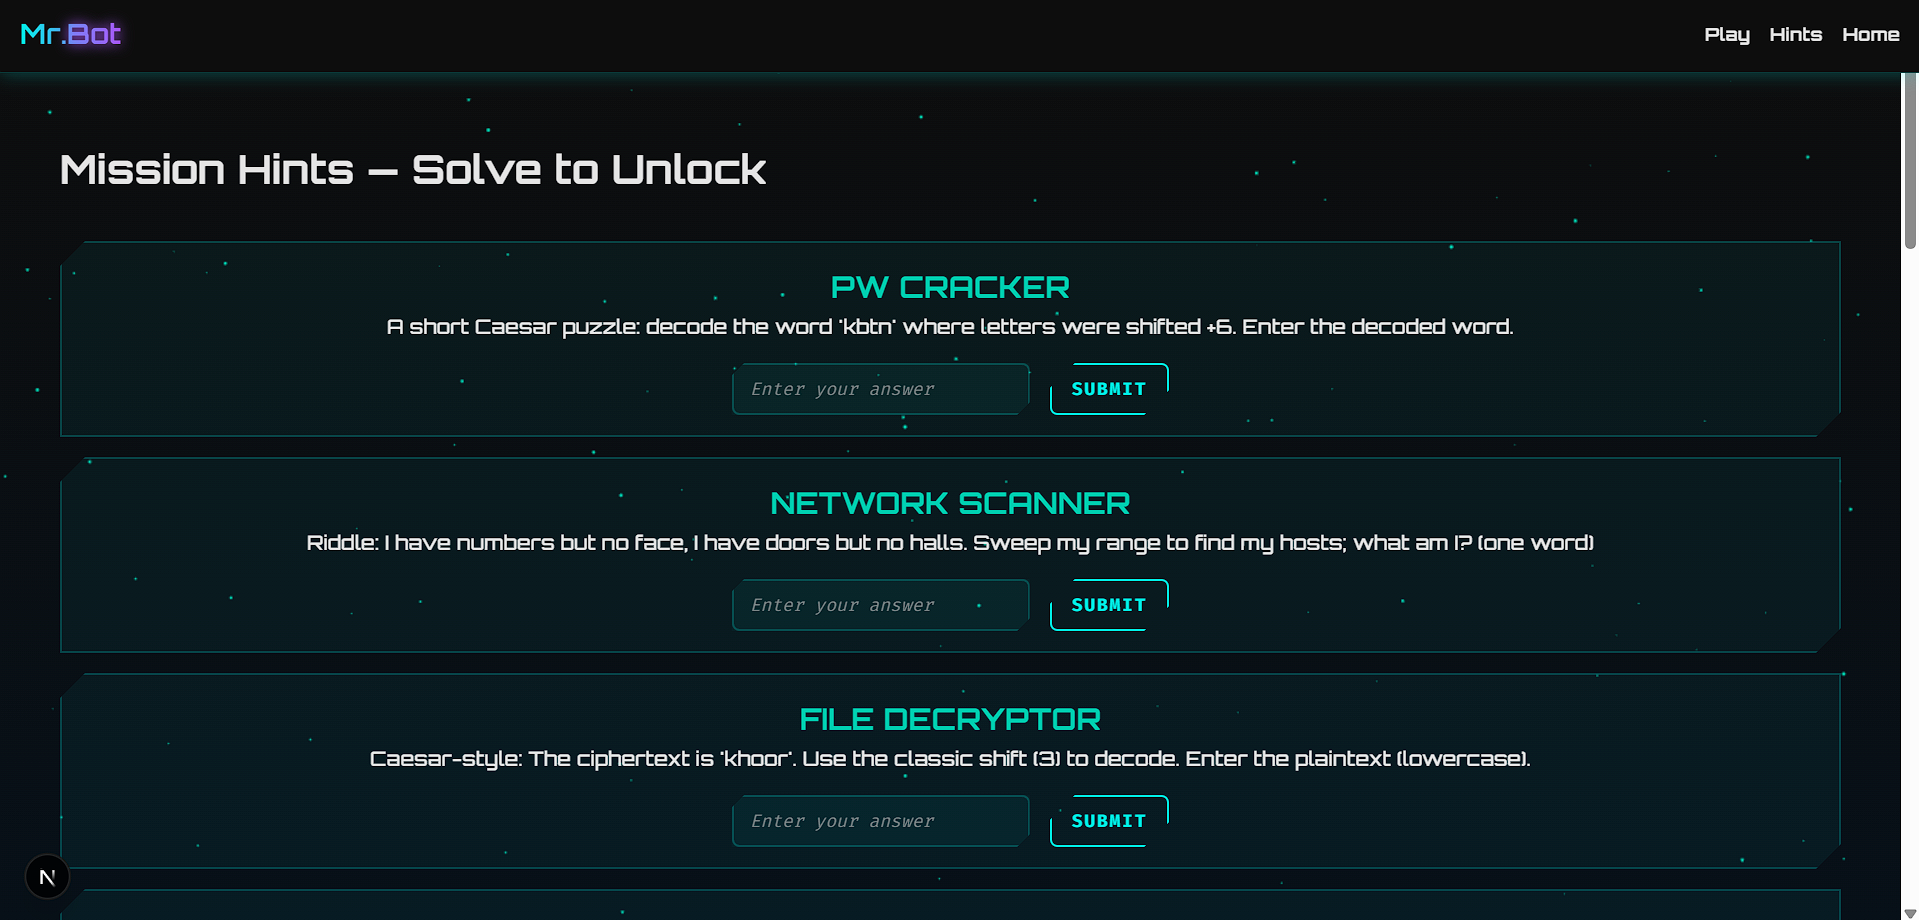 Mr.Bot
Play Hints Home
Mission Hints — Solve to Unlock
PW CRACKER
A short Caesar puzzle: decode the word 'kbtn' where letters were shifted +6. Enter the decoded word.
Enter your answer SUBMIT
NETWORK SCANNER
Riddle: I have numbers but no face, I have doors but no halls. Sweep my range to find my hosts; what am I? (one word)
Enter your answer SUBMIT
FILE DECRYPTOR
Caesar-style: The ciphertext is 'khoor'. Use the classic shift (3) to decode. Enter the plaintext (lowercase).
Enter your answer SUBMIT
N